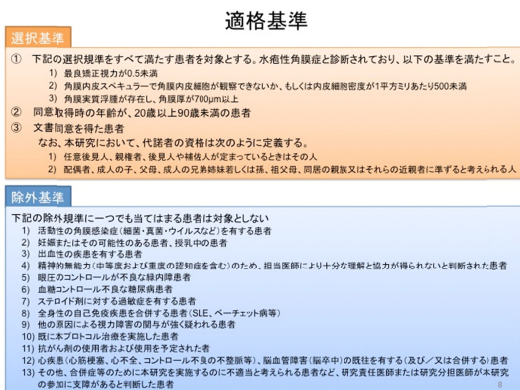 適格基準
選択基準
① 下記の選択規準をすべて満たす患者を対象とする。水疱性角膜症と診断されており、以下の基準を満たすこと。
1) 最良矯正視力が0.5未満
2) 角膜内皮スペキュラーで角膜内皮細胞が観察できないか、もしくは内皮細胞密度が1平方ミリあたり500未満
3) 角膜実質浮腫が存在し、角膜厚が700μm以上
② 同意取得時の年齢が、20歳以上90歳未満の患者
③ 文書同意を得た患者
なお、本研究において、代諾者の資格は次のように定義する。
1) 任意後見人、親権者、後見人や補佐人が定まっているときはその人
2) 配偶者、成人の子、父母、成人の兄弟姉妹若しくは孫、祖父母、同居の親族又はそれらの近親者に準ずると考えられる人
除外基準
下記の除外規準に一つでも当てはまる患者は対象としない
1) 活動性の角膜感染症(細菌・真菌・ウイルスなど)を有する患者
2) 妊娠またはその可能性のある患者、授乳中の患者
3) 出血性の疾患を有する患者
4) 精神的無能力(中等度および重度の認知症を含む)のため、担当医師により十分な理解と協力が得られないと判断された患者
5) 眼圧のコントロールが不良な緑内障患者
6) 血糖コントロール不良な糖尿病患者
7) ステロイド剤に対する過敏症を有する患者
8) 全身性の自己免疫疾患を合併する患者(SLE、ベーチェット病等)
9) 他の原因による視力障害の関与が強く疑われる患者
10) 既に本プロトコル治療を実施した患者
11) 抗がん剤の使用者および使用を予定された者
12) 心疾患(心筋梗塞、心不全、コントロール不良の不整脈等)、脳血管障害(脳卒中)の既往を有する(及び/又は合併する)患者
13) その他、合併症等のために本研究を実施するのに不適当と考えられる患者など、研究責任医師または研究分担医師が本研究
の参加に支障があると判断した患者
8